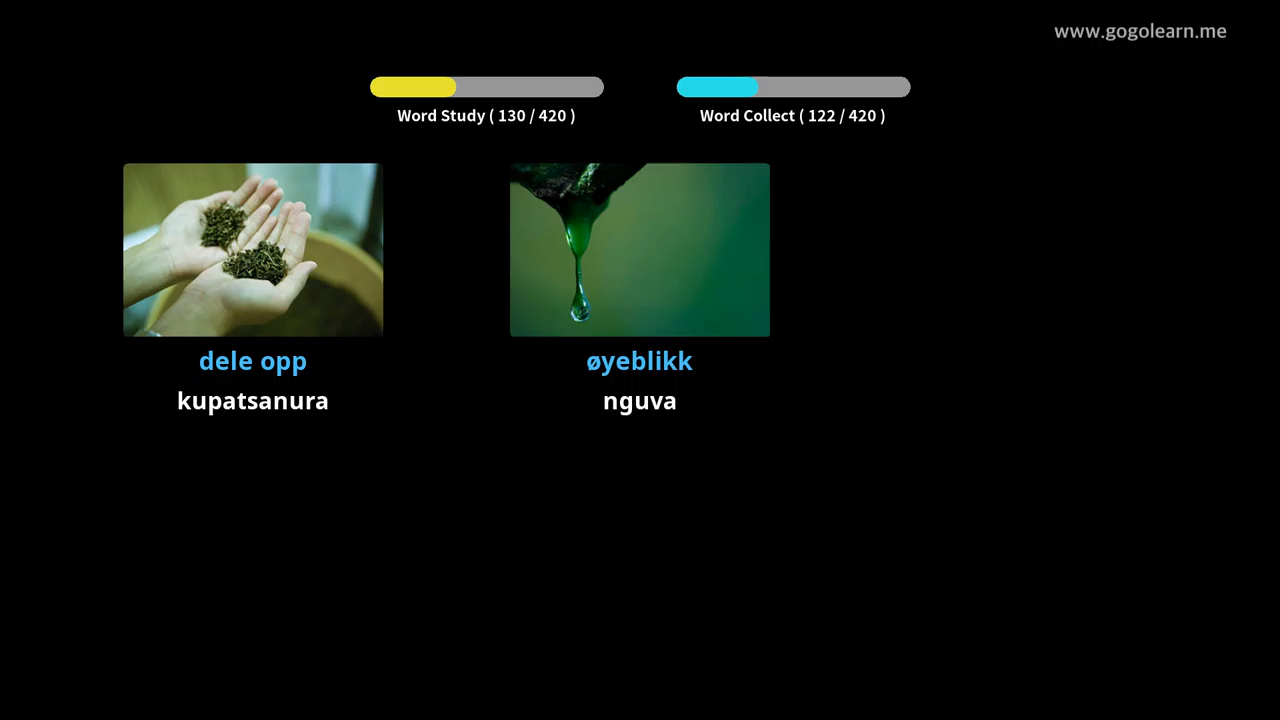 www.gogolearn.me
Word Study ( 130 / 420 )
Word Collect ( 122 / 420 )
dele opp
kupatsanura
øyeblikk
nguva